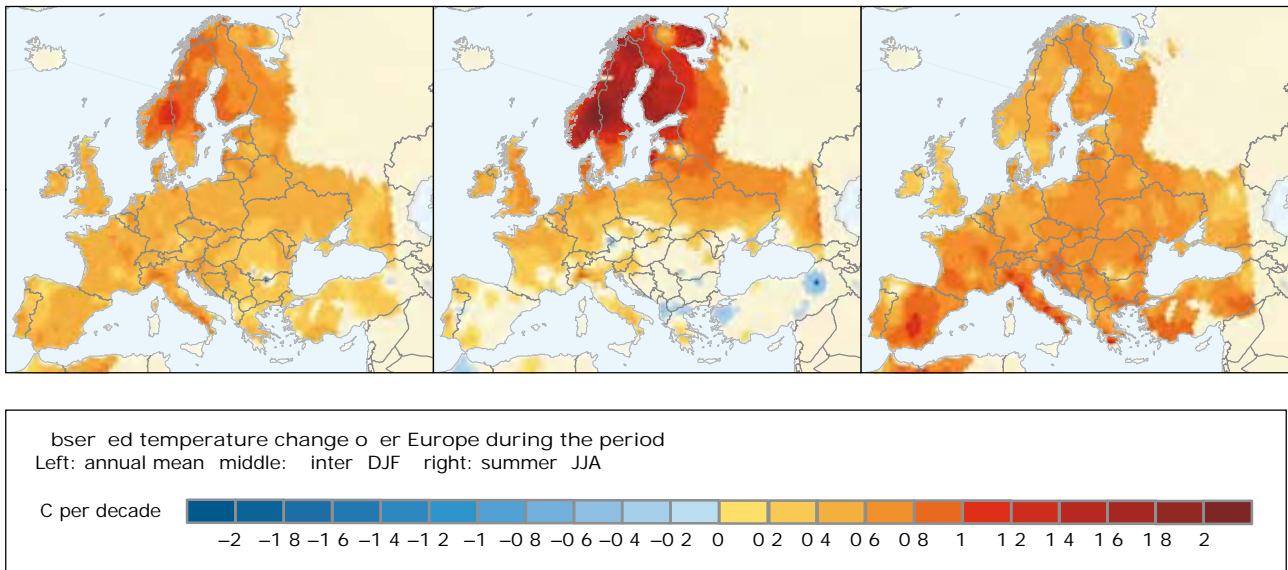 bser ed temperature change o er Europe during the period
Left: annual mean middle: inter DJF right: summer JJA
C per decade
−2 −1 8 −1 6 −1 4 −1 2 −1 −0 8 −0 6 −0 4 −0 2 0 0 2 0 4 0 6 0 8 1 1 2 1 4 1 6 1 8 2